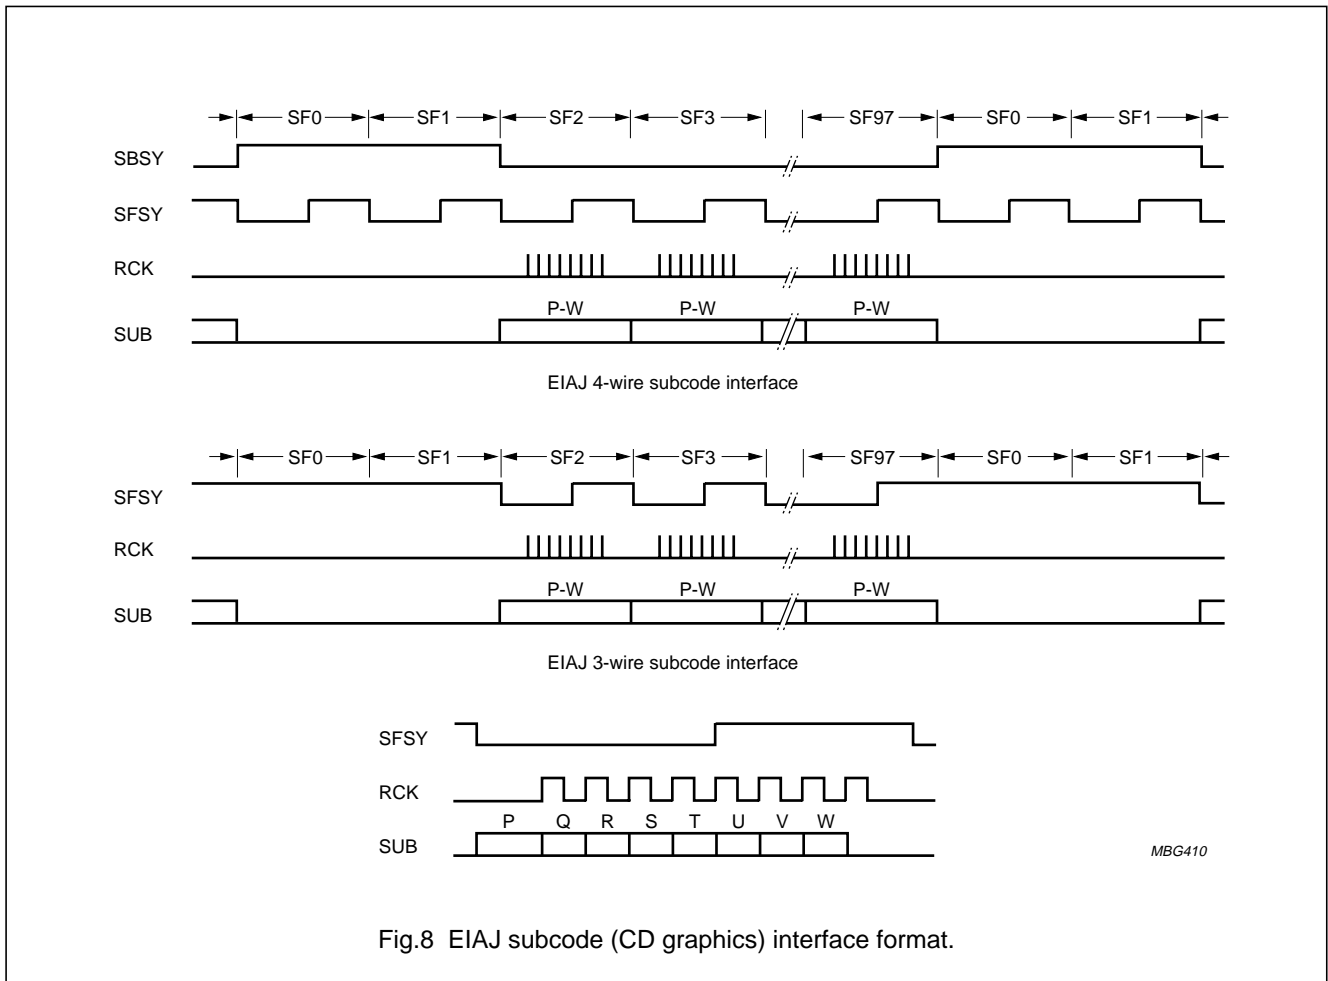 SF0 SF1 SF2 SF3 SF97 SF0 SF1
SBSY
SFSY
RCK
P-W P-W P-W
SUB
EIAJ 4-wire subcode interface
SF0 SF1 SF2 SF3 SF97 SF0 SF1
SFSY
RCK
P-W P-W P-W
SUB
EIAJ 3-wire subcode interface
SFSY
RCK
P Q R S T U V W
SUB
MBG410
Fig.8 EIAJ subcode (CD graphics) interface format.